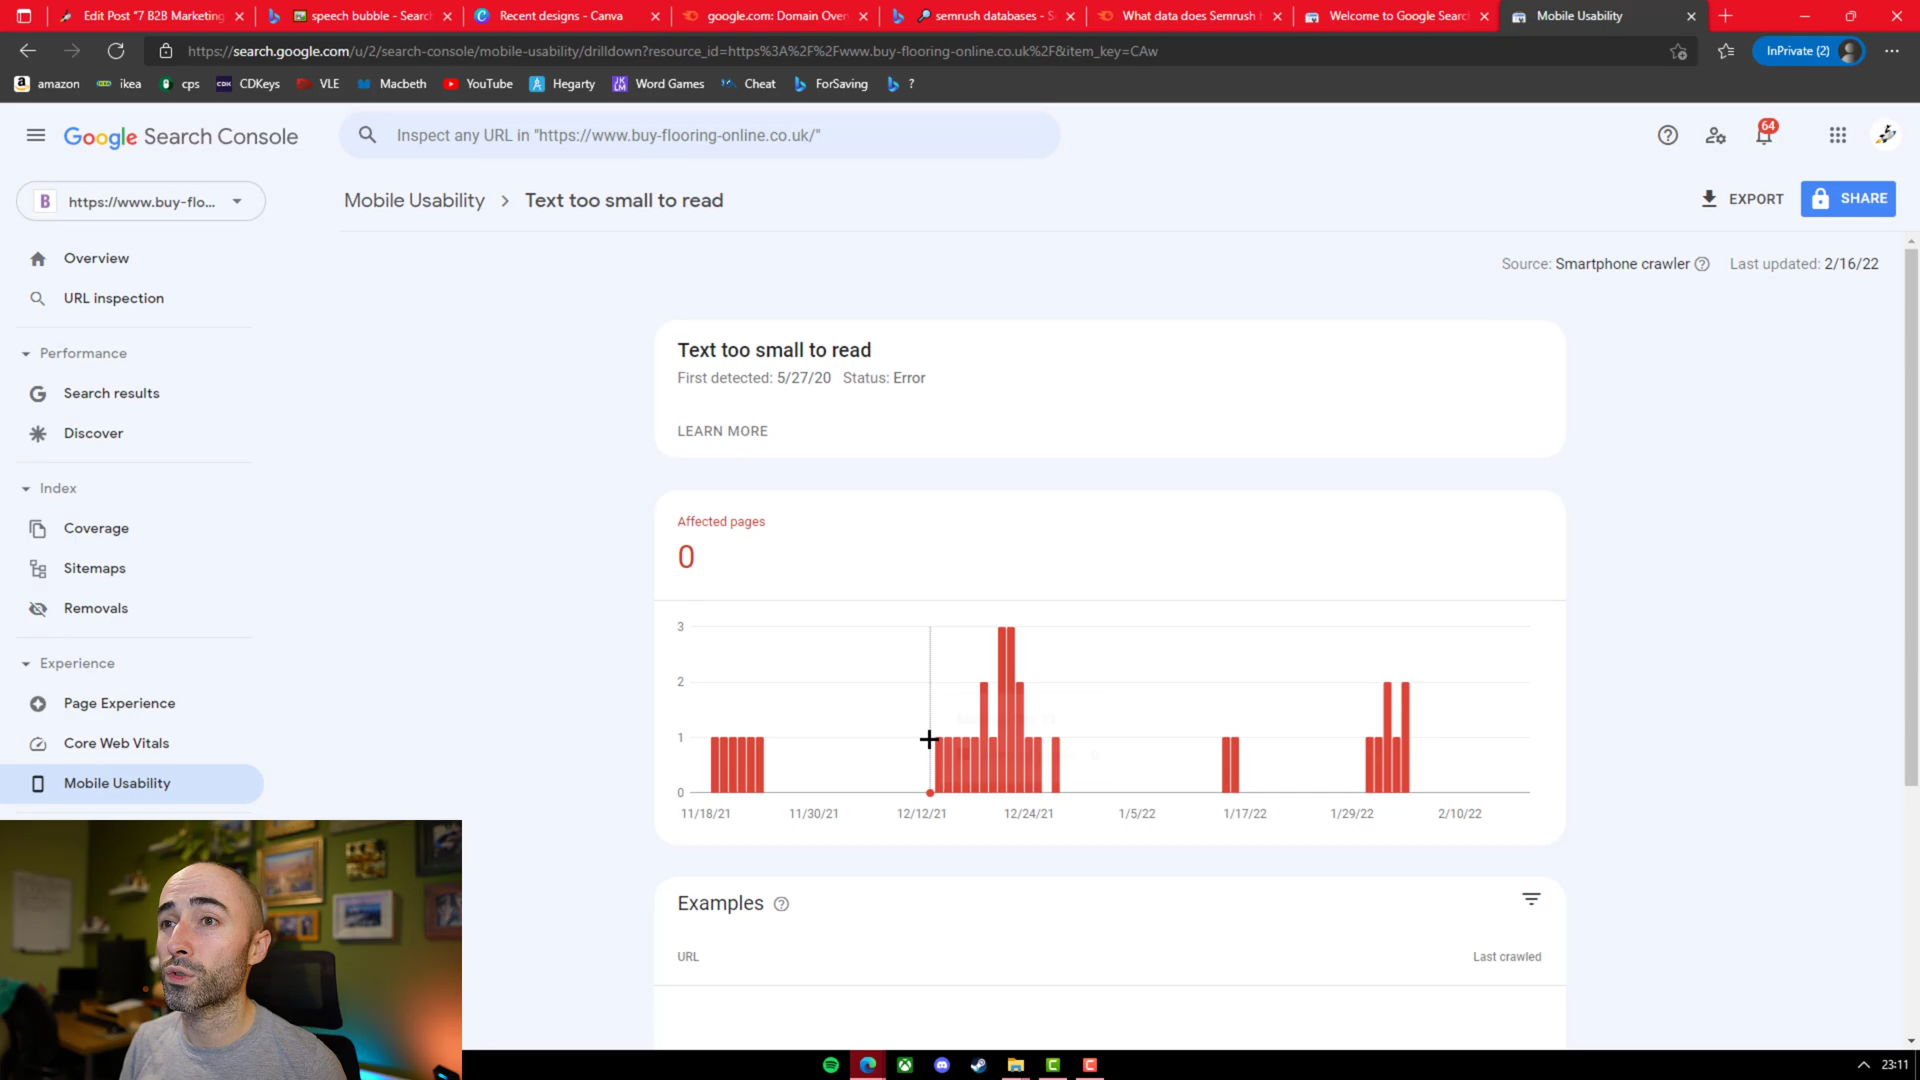 Edit Post "7 B2B Marketing
speech bubble - Searc
Recent designs - Canva
google.com: Domain Over
semrush databases - S
What data does Semrush
Welcome to Google Searc
Mobile Usability
https://search.google.com/u/2/search-console/mobile-usability/drilldown?resource_id=https%3A%2F%2Fwww.buy-flooring-online.co.uk%2F&item_key=CAw
InPrivate (2)
amazon
ikea
cps
CDKeys
VLE
Macbeth
YouTube
Hegarty
Word Games
Cheat
ForSaving
?
Google Search Console
Inspect any URL in "https://www.buy-flooring-online.co.uk/"
64
B
https://www.buy-flo...
Mobile Usability > Text too small to read
EXPORT
SHARE
Source: Smartphone crawler
Last updated: 2/16/22
Overview
URL inspection
Performance
Search results
Discover
Index
Coverage
Sitemaps
Removals
Experience
Page Experience
Core Web Vitals
Mobile Usability
Text too small to read
First detected: 5/27/20 Status: Error
LEARN MORE
Affected pages
0
3
2
1
0
11/18/21
11/30/21
12/12/21
12/24/21
1/5/22
1/17/22
1/29/22
2/10/22
Examples
URL
Last crawled
23:11